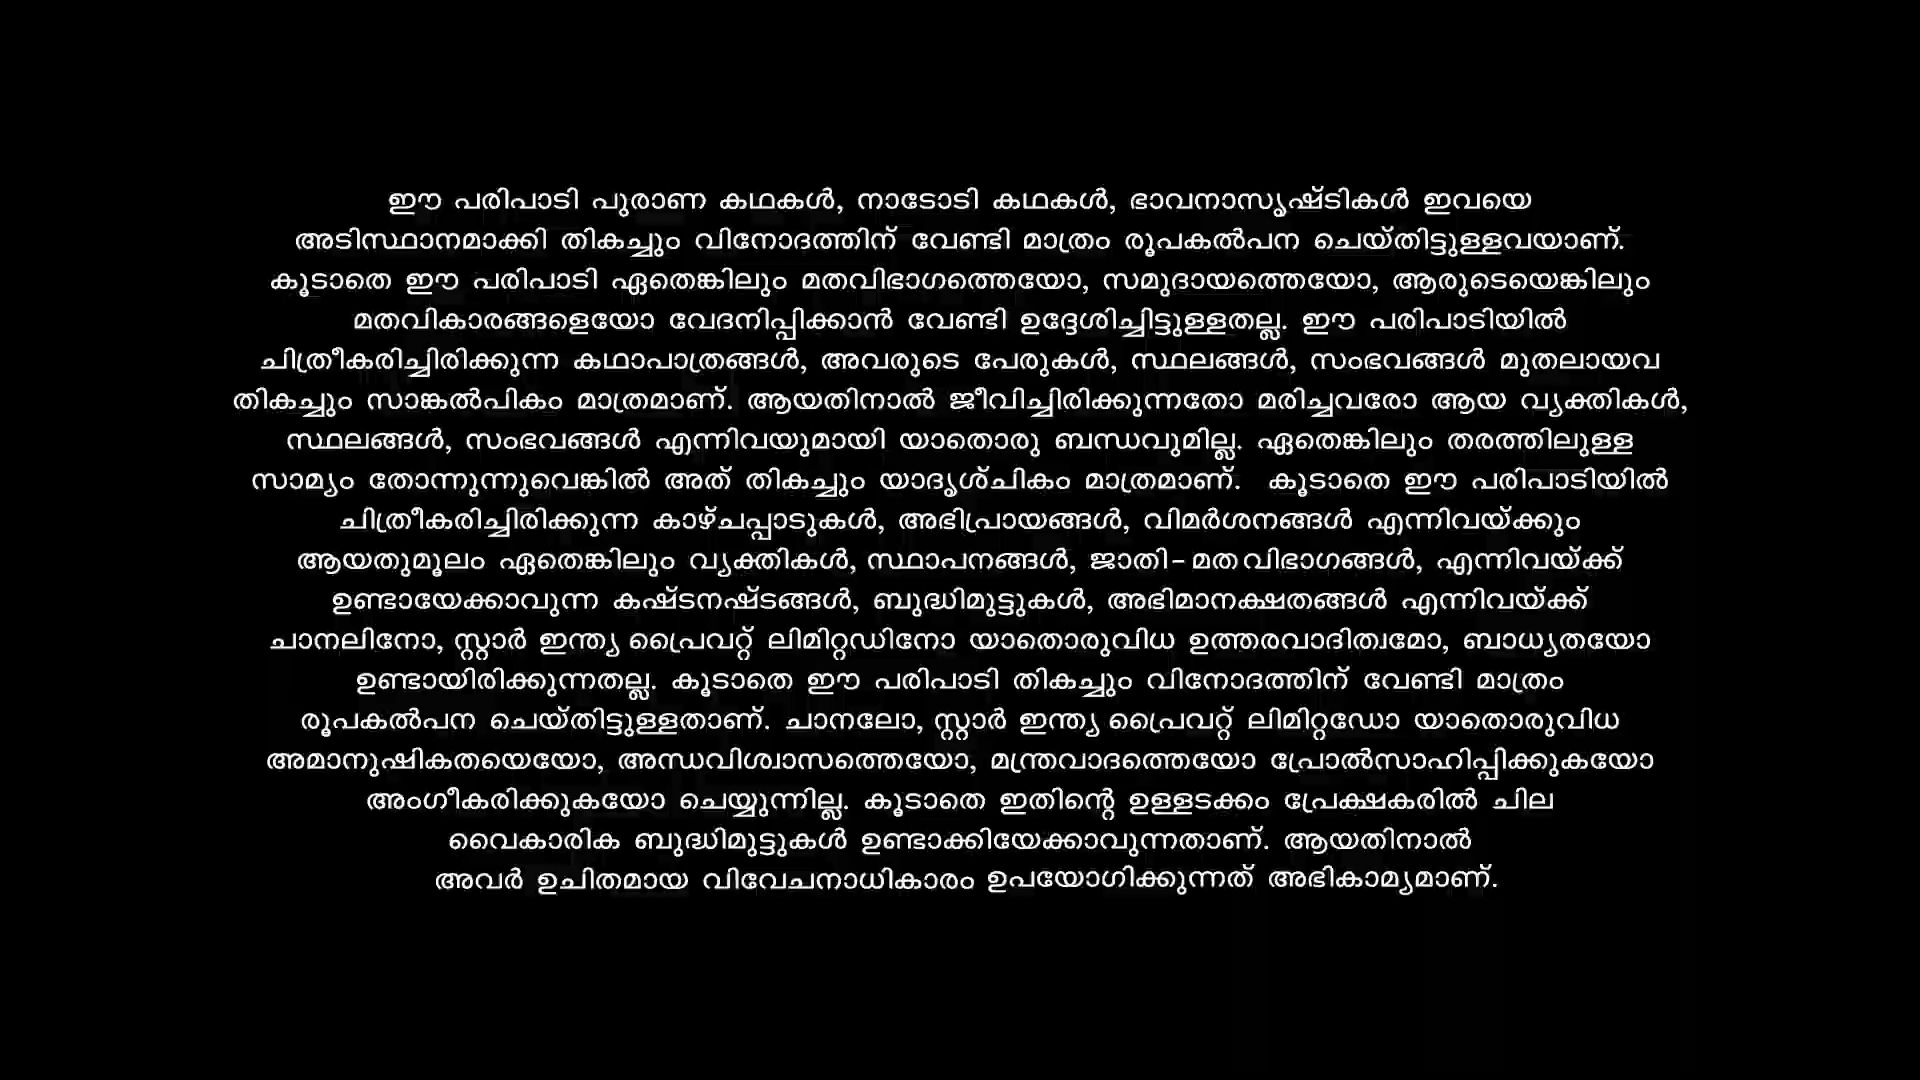 ഈ പരിപാടി പുരാണ കഥകൾ, നാടോടി കഥകൾ, ഭാവനാസൃഷ്ടികൾ ഇവയെ
അടിസ്ഥാനമാക്കി തികച്ചും വിനോദത്തിന് വേണ്ടി മാത്രം രൂപകൽപന ചെയ്തിട്ടുള്ളവയാണ്.
കൂടാതെ ഈ പരിപാടി ഏതെങ്കിലും മതവിഭാഗത്തെയോ, സമുദായത്തെയോ, ആരുടെയെങ്കിലും
മതവികാരങ്ങളെയോ വേദനിപ്പിക്കാൻ വേണ്ടി ഉദ്ദേശിച്ചിട്ടുള്ളതല്ല. ഈ പരിപാടിയിൽ
ചിത്രീകരിച്ചിരിക്കുന്ന കഥാപാത്രങ്ങൾ, അവരുടെ പേരുകൾ, സ്ഥലങ്ങൾ, സംഭവങ്ങൾ മുതലായവ
തികച്ചും സാങ്കൽപികം മാത്രമാണ്. ആയതിനാൽ ജീവിച്ചിരിക്കുന്നതോ മരിച്ചവരോ ആയ വ്യക്തികൾ,
സ്ഥലങ്ങൾ, സംഭവങ്ങൾ എന്നിവയുമായി യാതൊരു ബന്ധവുമില്ല. ഏതെങ്കിലും തരത്തിലുള്ള
സാമ്യം തോന്നുന്നുവെങ്കിൽ അത് തികച്ചും യാദൃശ്ചികം മാത്രമാണ്. കൂടാതെ ഈ പരിപാടിയിൽ
ചിത്രീകരിച്ചിരിക്കുന്ന കാഴ്ചപ്പാടുകൾ, അഭിപ്രായങ്ങൾ, വിമർശനങ്ങൾ എന്നിവയ്ക്കും
ആയതുമൂലം ഏതെങ്കിലും വ്യക്തികൾ, സ്ഥാപനങ്ങൾ, ജാതി-മതവിഭാഗങ്ങൾ, എന്നിവയ്ക്ക്
ഉണ്ടായേക്കാവുന്ന കഷ്ടനഷ്ടങ്ങൾ, ബുദ്ധിമുട്ടുകൾ, അഭിമാനക്ഷതങ്ങൾ എന്നിവയ്ക്ക്
ചാനലിനോ, സ്റ്റാർ ഇന്ത്യ പ്രൈവറ്റ് ലിമിറ്റഡിനോ യാതൊരുവിധ ഉത്തരവാദിത്വമോ, ബാധ്യതയോ
ഉണ്ടായിരിക്കുന്നതല്ല. കൂടാതെ ഈ പരിപാടി തികച്ചും വിനോദത്തിന് വേണ്ടി മാത്രം
രൂപകൽപന ചെയ്തിട്ടുള്ളതാണ്. ചാനലോ, സ്റ്റാർ ഇന്ത്യ പ്രൈവറ്റ് ലിമിറ്റഡോ യാതൊരുവിധ
അമാനുഷികതയെയോ, അന്ധവിശ്വാസത്തെയോ, മന്ത്രവാദത്തെയോ പ്രോൽസാഹിപ്പിക്കുകയോ
അംഗീകരിക്കുകയോ ചെയ്യുന്നില്ല. കൂടാതെ ഇതിന്റെ ഉള്ളടക്കം പ്രേക്ഷകരിൽ ചില
വൈകാരിക ബുദ്ധിമുട്ടുകൾ ഉണ്ടാക്കിയേക്കാവുന്നതാണ്. ആയതിനാൽ
അവർ ഉചിതമായ വിവേചനാധികാരം ഉപയോഗിക്കുന്നത് അഭികാമ്യമാണ്.